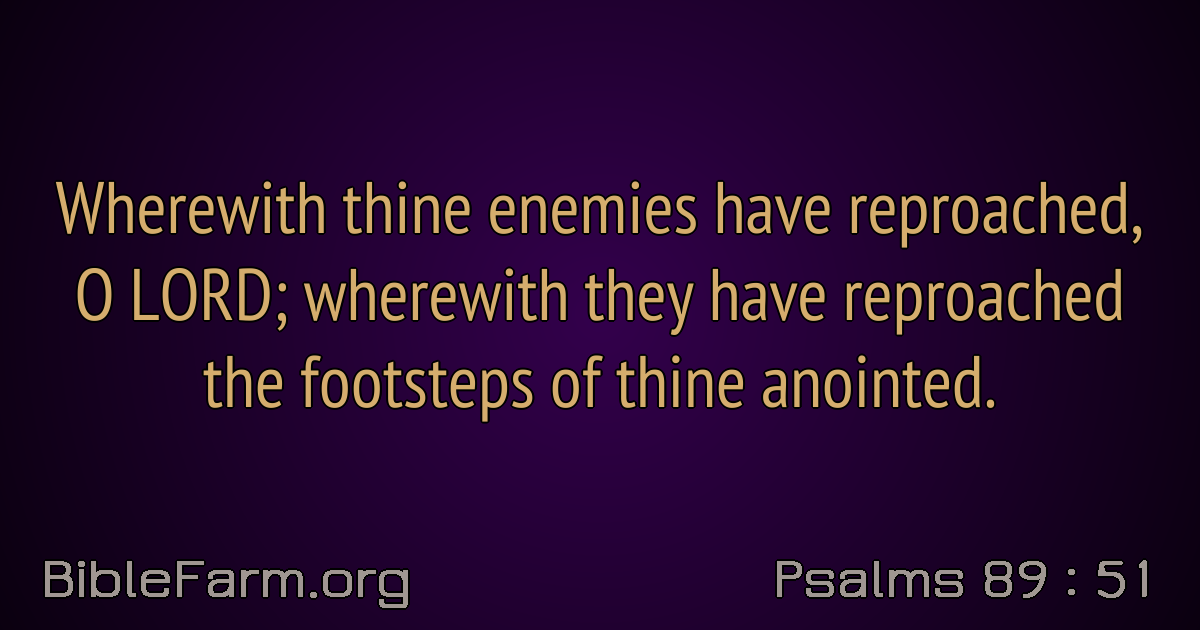 Wherewith thine enemies have reproached,
O LORD; wherewith they have reproached
the footsteps of thine anointed.
BibleFarm.org
Psalms 89 : 51